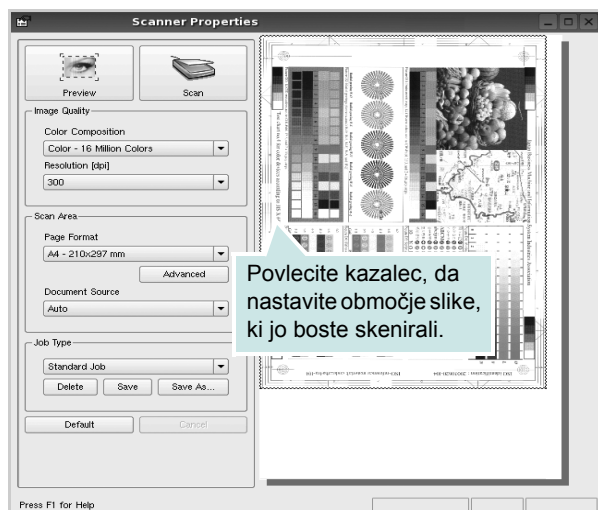 Scanner Properties
Preview
Scan
Image Quality
Color Composition
Color - 16 Million Colors
Resolution [dpi]
300
Scan Area
Page Format
A4 - 210x297 mm
Advanced
Document Source
Auto
Job Type
Standard Job
Delete
Save
Save As...
Default
Cancel
Press F1 for Help
Povlecite kazalec, da
nastavite območje slike,
ki jo boste skenirali.